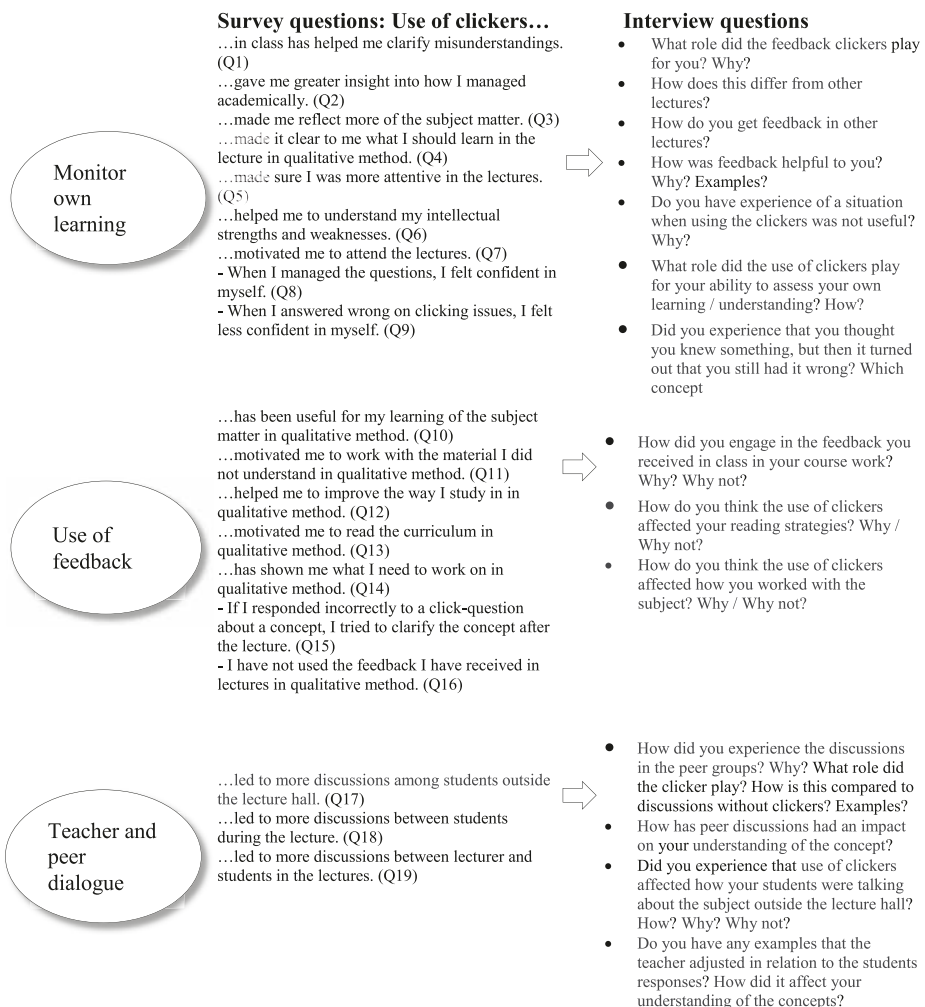 Survey questions: Use of clickers…
…in class has helped me clarify misunderstandings.
(Q1)
…gave me greater insight into how I managed
academically. (Q2)
…made me reflect more of the subject matter. (Q3)
…made it clear to me what I should learn in the
lecture in qualitative method. (Q4)
…made sure I was more attentive in the lectures.
(Q5)
…helped me to understand my intellectual
strengths and weaknesses. (Q6)
…motivated me to attend the lectures. (Q7)
- When I managed the questions, I felt confident in
myself. (Q8)
- When I answered wrong on clicking issues, I felt
less confident in myself. (Q9)
Monitor
own
learning
Interview questions
• What role did the feedback clickers play
for you? Why?
• How does this differ from other
lectures?
• How do you get feedback in other
lectures?
• How was feedback helpful to you?
Why? Examples?
• Do you have experience of a situation
when using the clickers was not useful?
Why?
• What role did the use of clickers play
for your ability to assess your own
learning / understanding? How?
• Did you experience that you thought
you knew something, but then it turned
out that you still had it wrong? Which
concept
Use of
feedback
…has been useful for my learning of the subject
matter in qualitative method. (Q10)
…motivated me to work with the material I did
not understand in qualitative method. (Q11)
…helped me to improve the way I study in in
qualitative method. (Q12)
…motivated me to read the curriculum in
qualitative method. (Q13)
…has shown me what I need to work on in
qualitative method. (Q14)
- If I responded incorrectly to a click-question
about a concept, I tried to clarify the concept after
the lecture. (Q15)
- I have not used the feedback I have received in
lectures in qualitative method. (Q16)
• How did you engage in the feedback you
received in class in your course work?
Why? Why not?
• How do you think the use of clickers
affected your reading strategies? Why /
Why not?
• How do you think the use of clickers
affected how you worked with the
subject? Why / Why not?
Teacher and
peer
dialogue
…led to more discussions among students outside
the lecture hall. (Q17)
…led to more discussions between students
during the lecture. (Q18)
…led to more discussions between lecturer and
students in the lectures. (Q19)
• How did you experience the discussions
in the peer groups? Why? What role did
the clicker play? How is this compared to
discussions without clickers? Examples?
• How has peer discussions had an impact
on your understanding of the concept?
• Did you experience that use of clickers
affected how your students were talking
about the subject outside the lecture hall?
How? Why? Why not?
• Do you have any examples that the
teacher adjusted in relation to the students
responses? How did it affect your
understanding of the concepts?